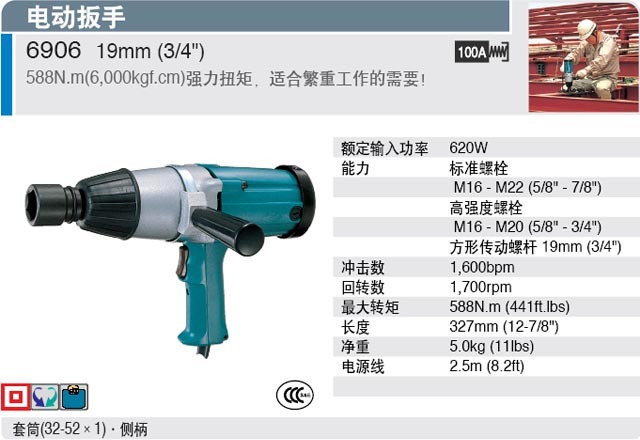 电动扳手
6906 19mm (3/4")
100A
588N.m(6,000kgf.cm)强力扭矩，适合繁重工作的需要！
额定输入功率 620W
能力 标准螺栓
M16 - M22 (5/8" - 7/8")
高强度螺栓
M16 - M20 (5/8" - 3/4")
方形传动螺杆 19mm (3/4")
冲击数 1,600bpm
回转数 1,700rpm
最大转矩 588N.m (441ft.lbs)
长度 327mm (12-7/8")
净重 5.0kg (11lbs)
电源线 2.5m (8.2ft)
套筒(32-52 × 1)·侧柄